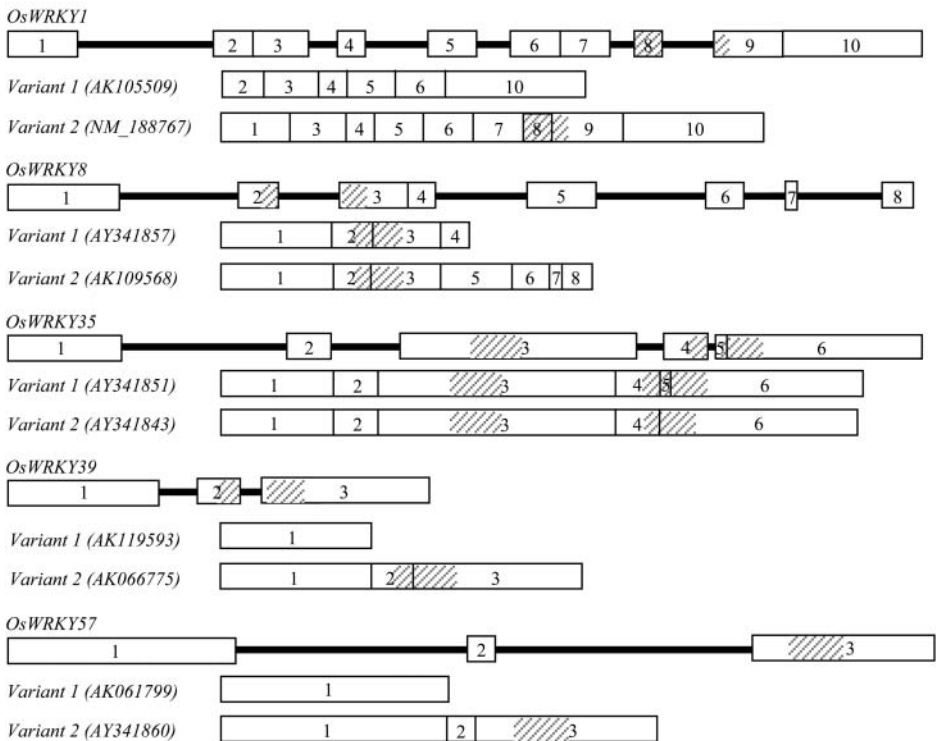 OsWRKY1
1 2 3 4 5 6 7 8 9 10
Variant 1 (AK105509) 2 3 4 5 6 10
Variant 2 (NM_188767) 1 3 4 5 6 7 8 9 10
OsWRKY8
1 2 3 4 5 6 7 8
Variant 1 (AY341857) 1 2 3 4
Variant 2 (AK109568) 1 2 3 5 6 7 8
OsWRKY35
1 2 3 4 5 6
Variant 1 (AY341851) 1 2 3 4 5 6
Variant 2 (AY341843) 1 2 3 4 6
OsWRKY39
1 2 3
Variant 1 (AK119593) 1
Variant 2 (AK066775) 1 2 3
OsWRKY57
1 2 3
Variant 1 (AK061799) 1
Variant 2 (AY341860) 1 2 3